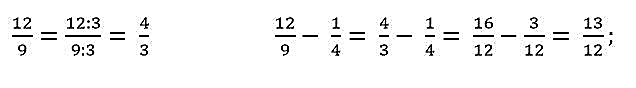 12/9 = 12:3/9:3 = 4/3    12/9 − 1/4 = 4/3 − 1/4 = 16/12 − 3/12 = 13/12 ;